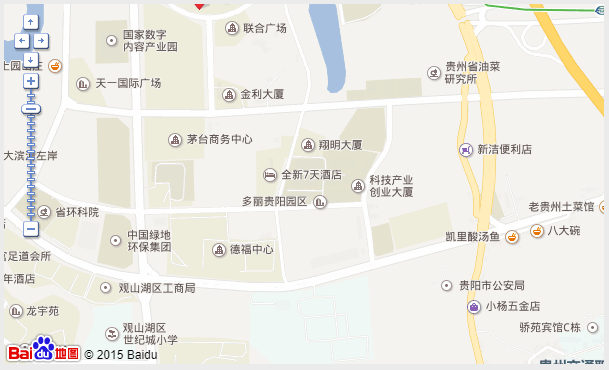 联合广场
国家数字
内容产业园
贵州省油菜
研究所
天一国际广场
金利大厦
茅台商务中心
翔明大厦
新洁便利店
大滨江左岸
全新7天酒店
科技产业
创业大厦
多丽贵阳园区
省环科院
老贵州土菜馆
中国绿地
环保集团
凯里酸汤鱼
八大碗
德福中心
足道会所
年酒店
观山湖区工商局
贵阳市公安局
龙宇苑
小杨五金店
观山湖区
世纪城小学
骄苑宾馆C栋
Bai du 地图
© 2015 Baidu